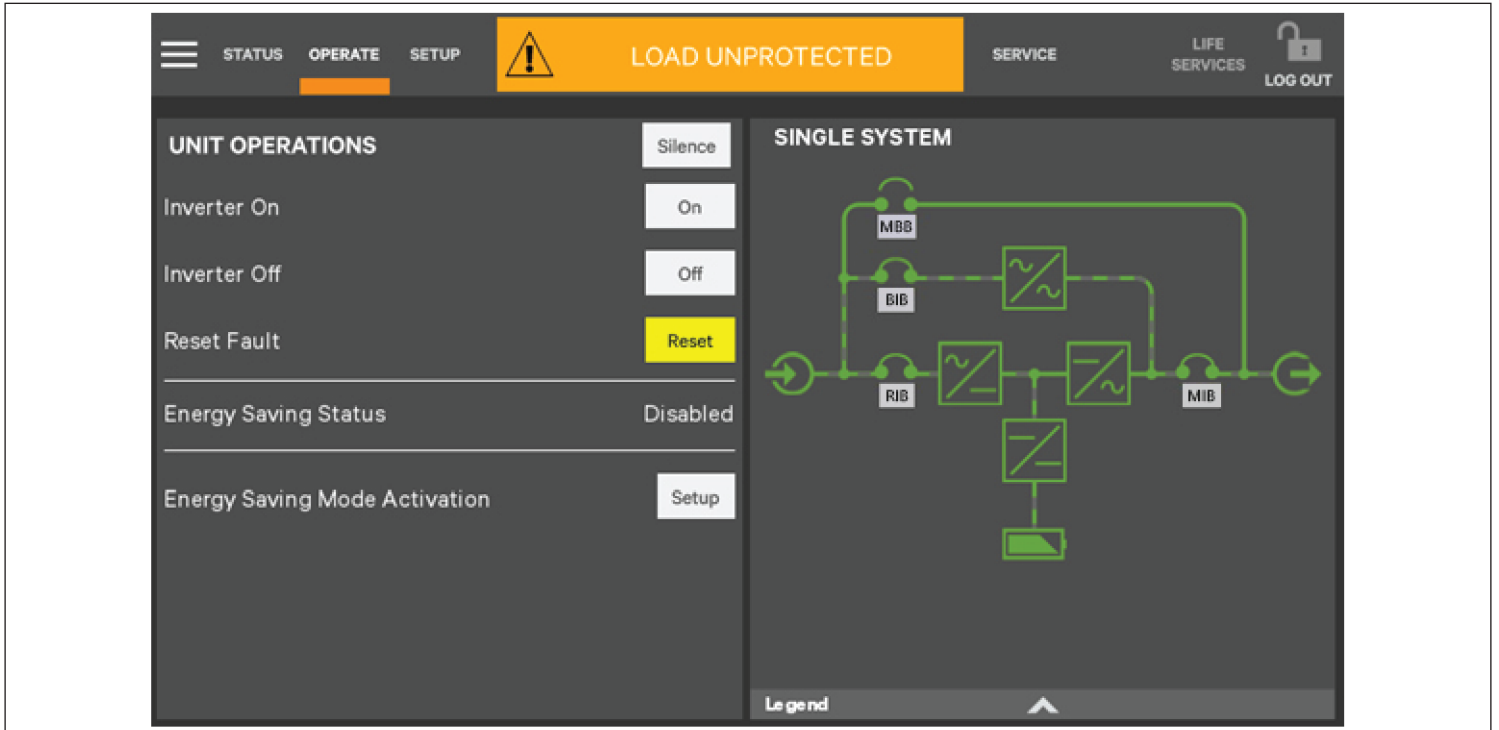 STATUS OPERATE SETUP LOAD UNPROTECTED SERVICE LIFE SERVICES LOG OUT
UNIT OPERATIONS Silence
Inverter On On
Inverter Off Off
Reset Fault Reset
Energy Saving Status Disabled
Energy Saving Mode Activation Setup
SINGLE SYSTEM
MBB
BIB
RIB MIB
Legend